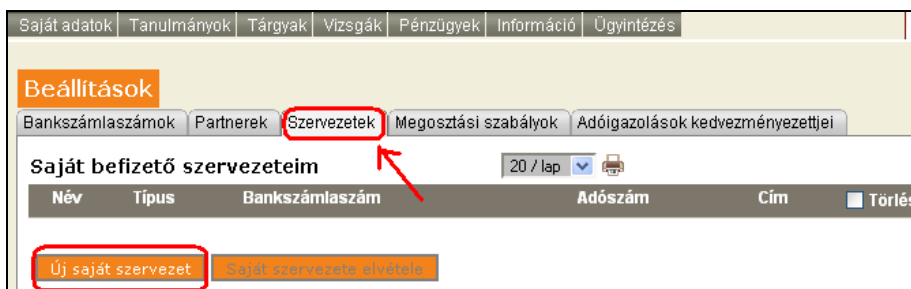 Saját adatok Tanulmányok Tárgyak Vizsgák Pénzügyek Információ Ügyintézés
Beállítások
Bankszámlaszámok Partnerek Szervezetek Megosztási szabályok Adóigazolások kedvezményezettjei
Saját befizető szervezeteim 20 / lap
Név Típus Bankszámlaszám Adószám Cím Törlés
Új saját szervezet Saját szervezete elvétele